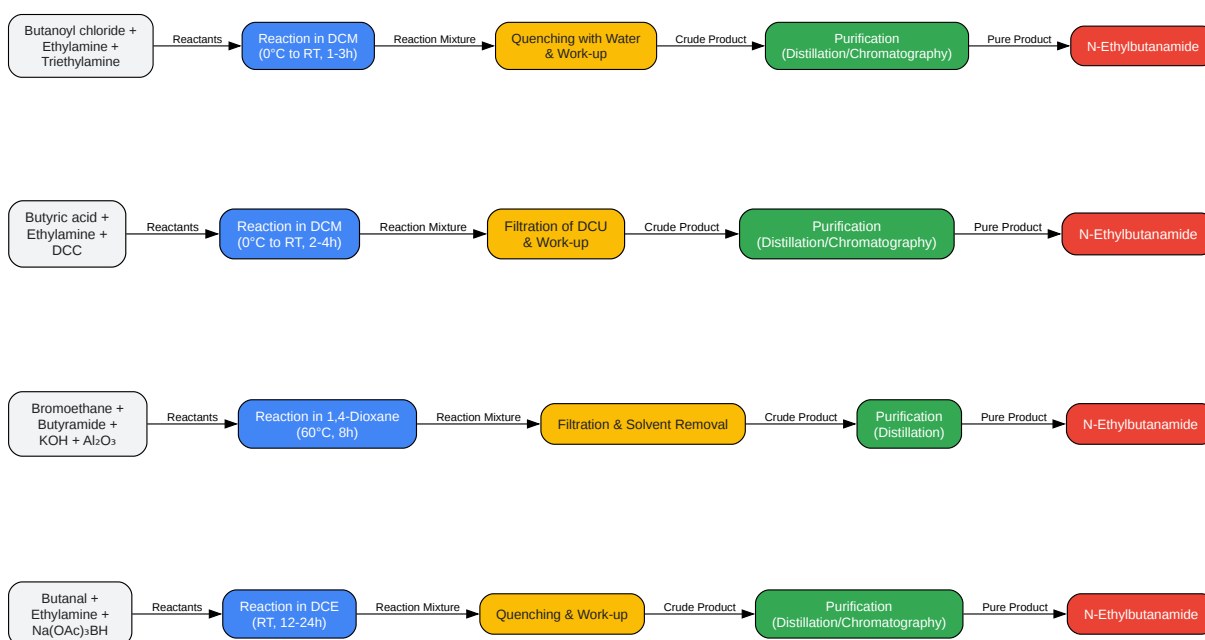 Butanoyl chloride +
Ethylamine +
Triethylamine
Reactants
Reaction in DCM
(0°C to RT, 1-3h)
Reaction Mixture
Quenching with Water
& Work-up
Crude Product
Purification
(Distillation/Chromatography)
Pure Product
N-Ethylbutanamide
Butyric acid +
Ethylamine +
DCC
Reactants
Reaction in DCM
(0°C to RT, 2-4h)
Reaction Mixture
Filtration of DCU
& Work-up
Crude Product
Purification
(Distillation/Chromatography)
Pure Product
N-Ethylbutanamide
Bromoethane +
Butyramide +
KOH + Al₂O₃
Reactants
Reaction in 1,4-Dioxane
(60°C, 8h)
Reaction Mixture
Filtration & Solvent Removal
Crude Product
Purification
(Distillation)
Pure Product
N-Ethylbutanamide
Butanal +
Ethylamine +
Na(OAc)₃BH
Reactants
Reaction in DCE
(RT, 12-24h)
Reaction Mixture
Quenching & Work-up
Crude Product
Purification
(Distillation/Chromatography)
Pure Product
N-Ethylbutanamide